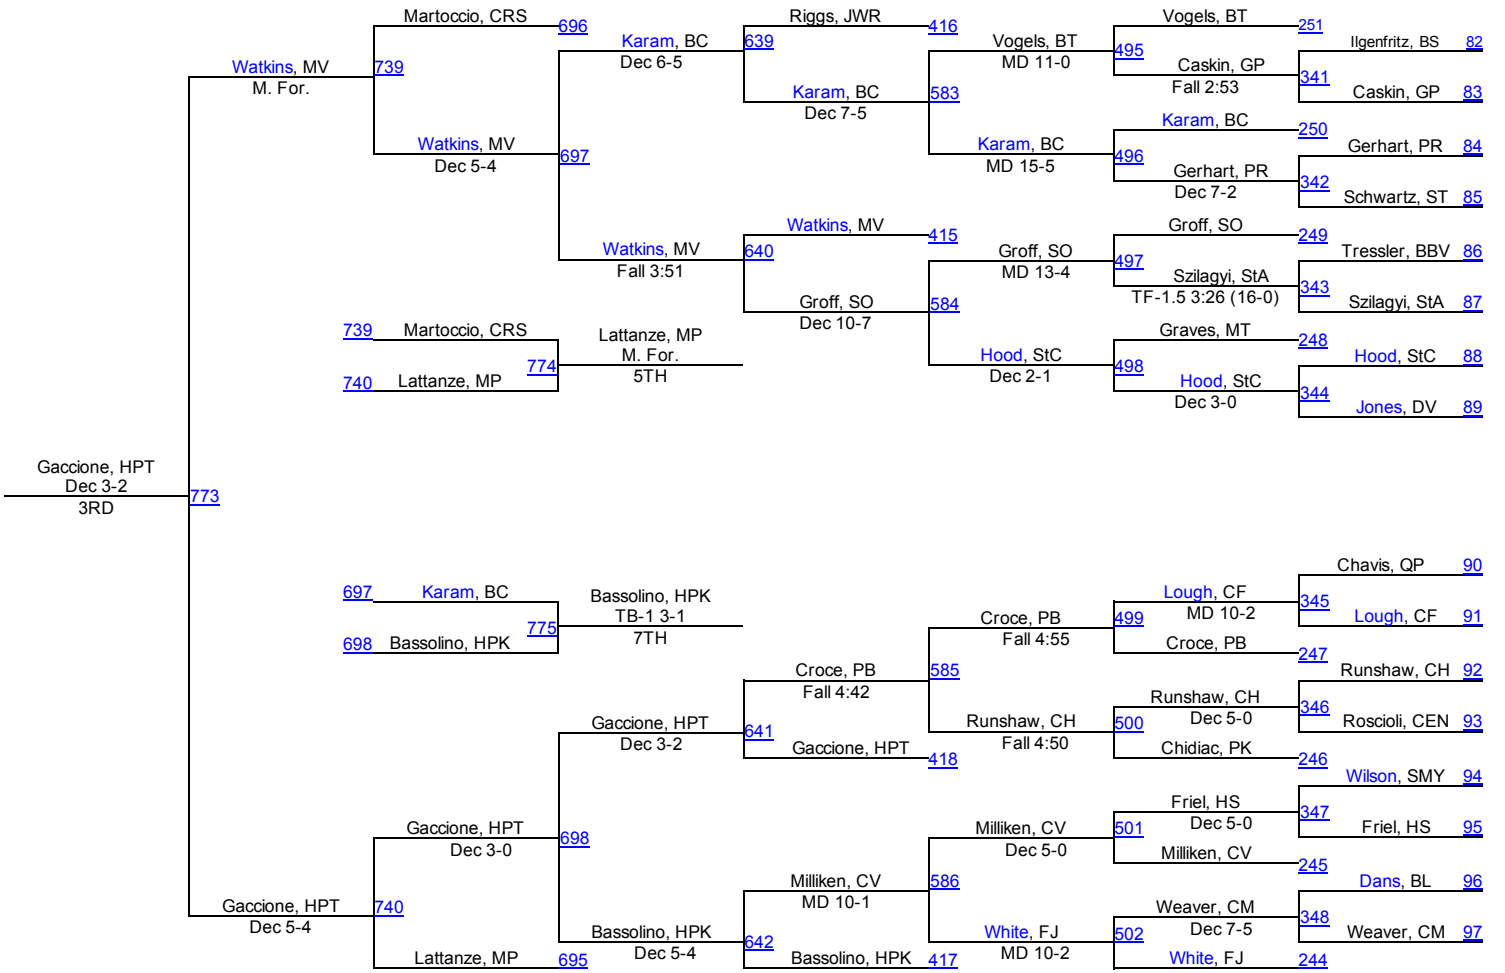 Martoccio, CRS
696
Riggs, JWR
416
Vogels, BT
251
Karam, BC
639
Vogels, BT
495
Ilgenfritz, BS 82
Dec 6-5
MD 11-0
Caskin, GP
Watkins, MV
739
Fall 2:53
341
M. For.
Karam, BC
583
Caskin, GP 83
Dec 7-5
Karam, BC
250
Watkins, MV
697
Karam, BC
496
Gerhart, PR 84
Dec 5-4
MD 15-5
Gerhart, PR
342
Dec 7-2
Schwartz, ST 85
Watkins, MV
415
Groff, SO
249
Watkins, MV
640
Groff, SO
497
Tressler, BBV 86
Fall 3:51
MD 13-4
Szilagyi, StA
343
TF-1.5 3:26 (16-0)
Groff, SO
584
Szilagyi, StA 87
Dec 10-7
739 Martoccio, CRS
Lattanze, MP
Graves, MT
248
774
M. For.
Hood, StC
498
Hood, StC 88
5TH
Dec 2-1
740 Lattanze, MP
Hood, StC
344
Dec 3-0
Jones, DV 89
Gaccione, HPT
Dec 3-2
773
3RD
Chavis, QP 90
697 Karam, BC
Bassolino, HPK
Lough, CF
345
TB-1 3-1
MD 10-2
775
Croce, PB
499
Lough, CF 91
7TH
Fall 4:55
698 Bassolino, HPK
Croce, PB
247
Croce, PB
585
Runshaw, CH 92
Fall 4:42
Runshaw, CH
346
Dec 5-0
Gaccione, HPT
641
Runshaw, CH
500
Roscioli, CEN 93
Dec 3-2
Fall 4:50
Gaccione, HPT
418
Chidiac, PK
246
Wilson, SMY 94
Friel, HS
347
Dec 5-0
Gaccione, HPT
698
Milliken, CV
501
Friel, HS 95
Dec 3-0
Dec 5-0
Milliken, CV
245
Milliken, CV
586
Dans, BL 96
MD 10-1
Gaccione, HPT
740
Weaver, CM
348
Dec 5-4
Dec 7-5
Bassolino, HPK
642
White, FJ
502
Weaver, CM 97
Dec 5-4
MD 10-2
Lattanze, MP
695
Bassolino, HPK
417
White, FJ
244